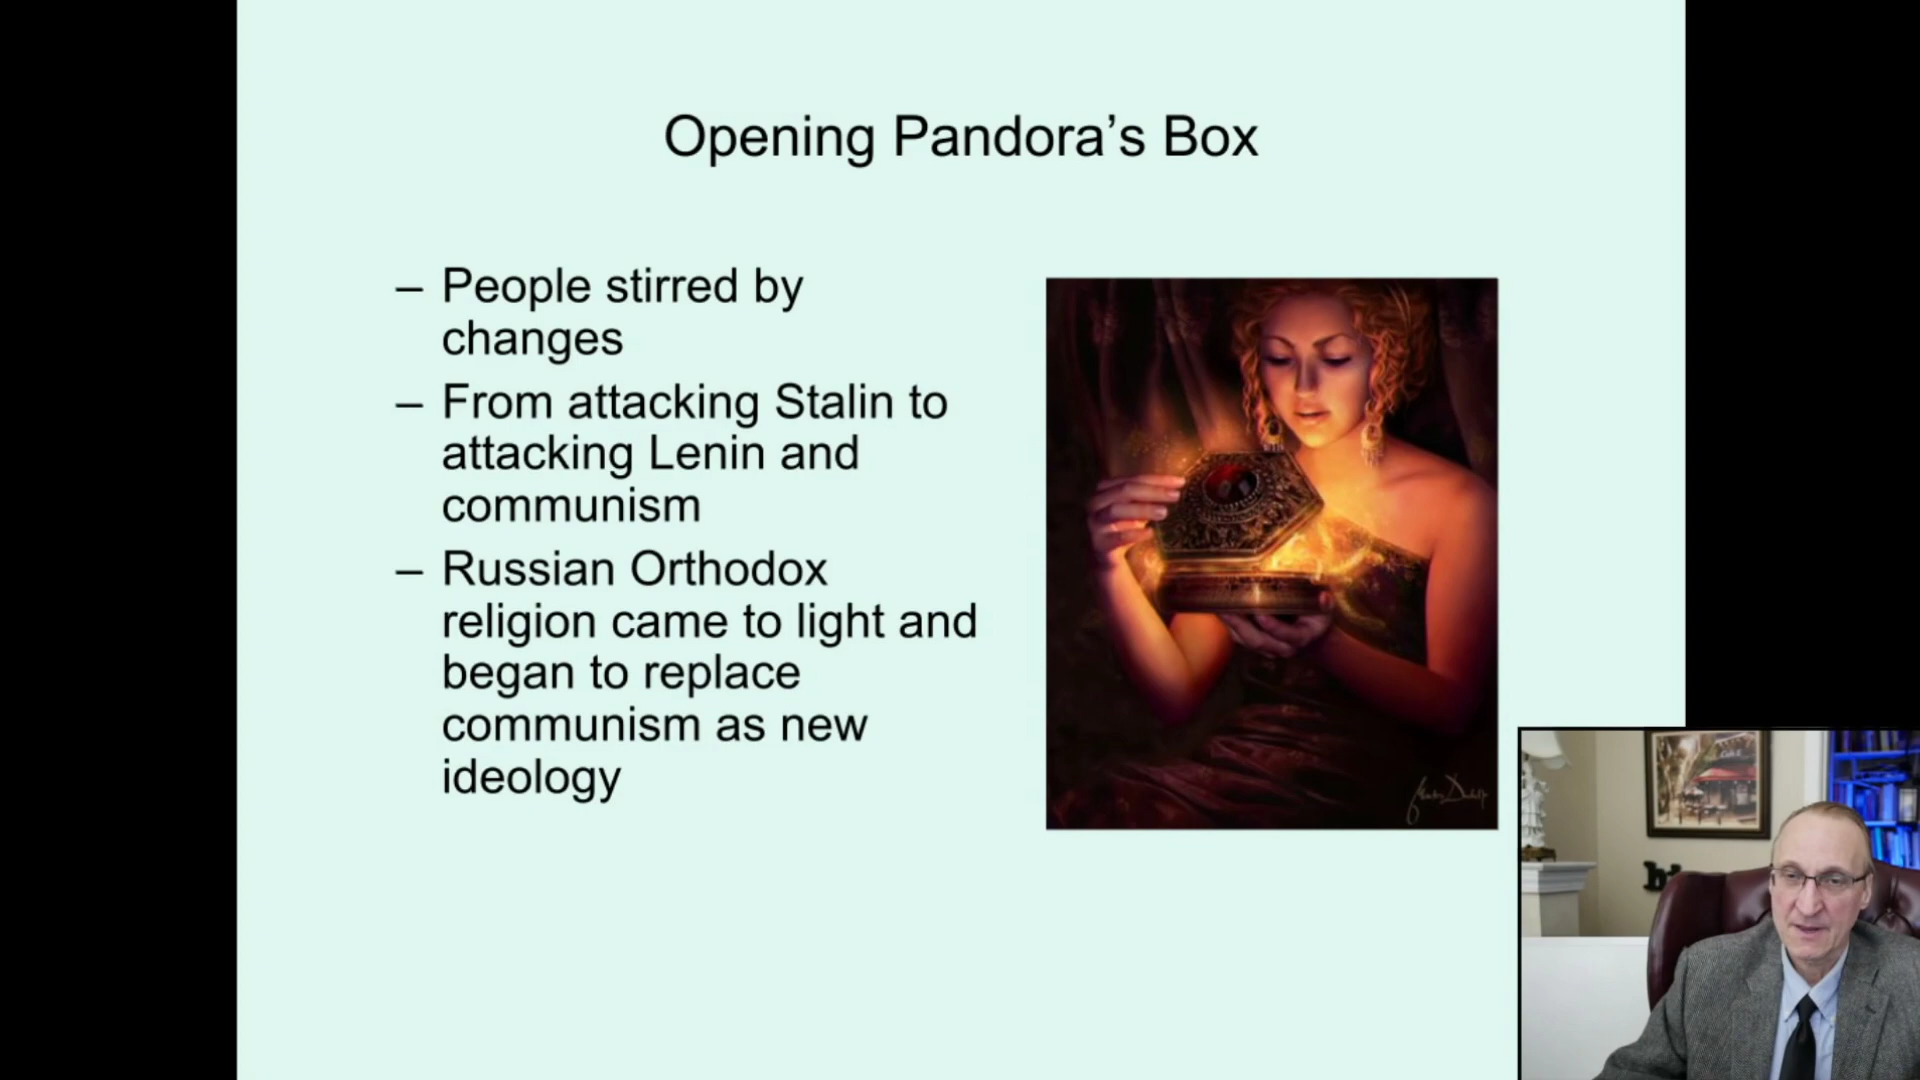 Opening Pandora’s Box
– People stirred by
changes
– From attacking Stalin to
attacking Lenin and
communism
– Russian Orthodox
religion came to light and
began to replace
communism as new
ideology